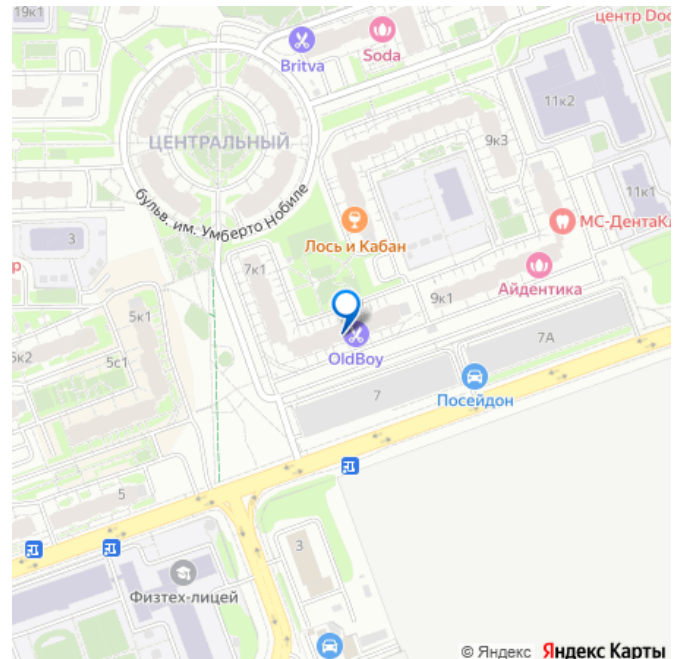 19к1
центр Doc
Britva
Soda
11к2
ЦЕНТРАЛЬНЫЙ
9к3
11к1
бульв. им. Умберто Нобиле
3
Лось и Кабан
МС-ДентаКл
7к1
Айдентика
9к1
5к1
7А
5к2
5с1
OldBoy
7
Посейдон
5
3
Физтех-лицей
© Яндекс Яндекс Карты